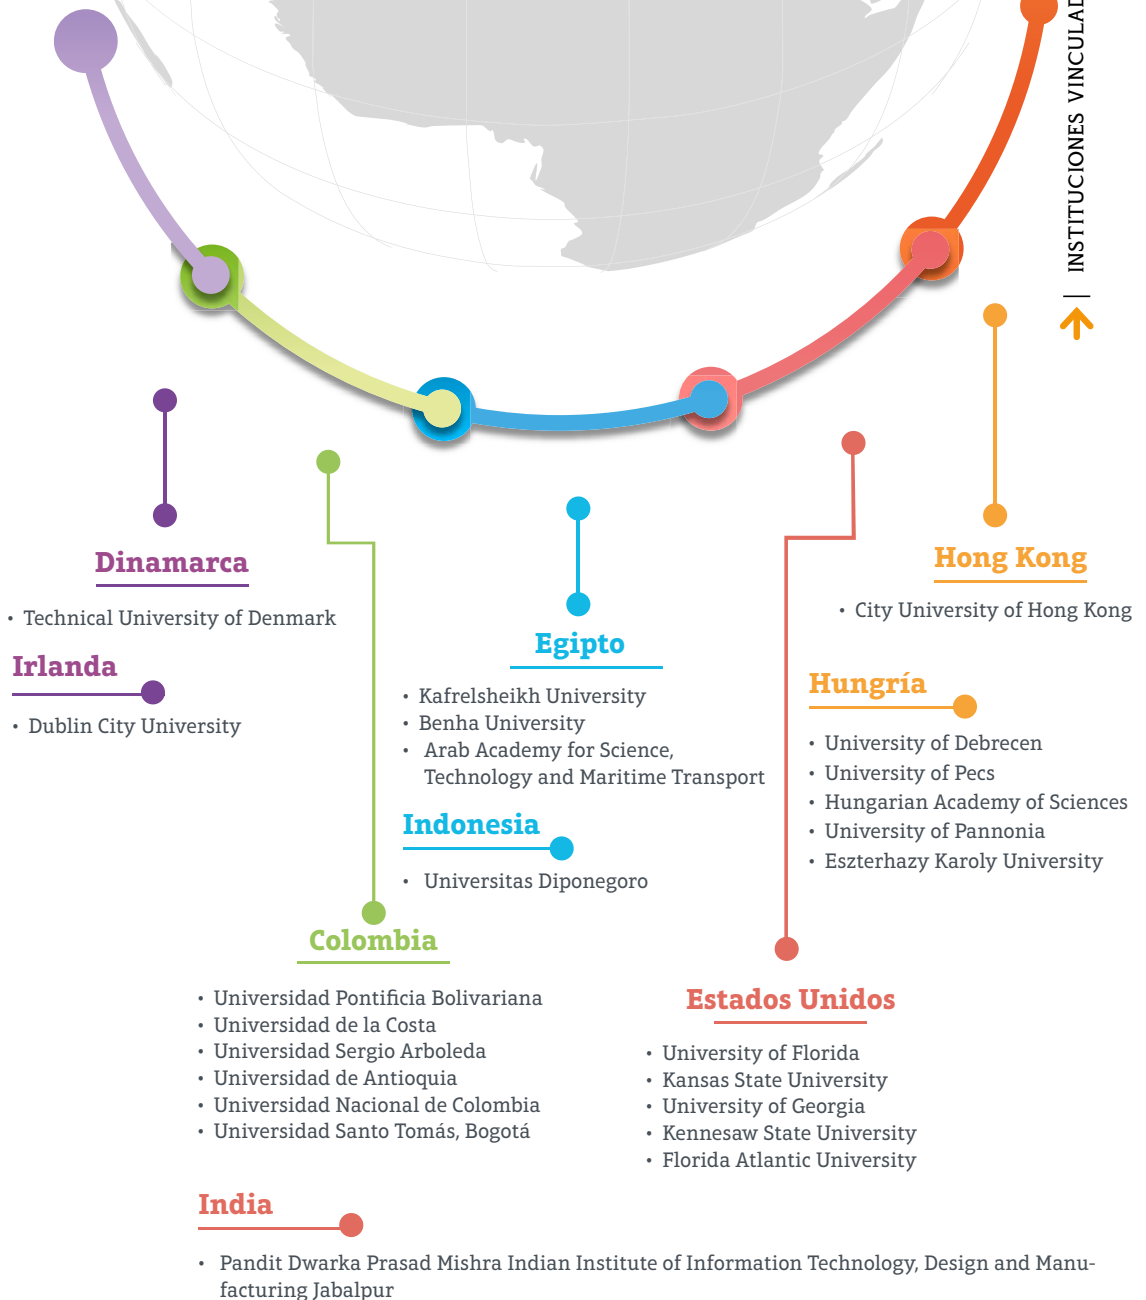 INSTITUCIONES
Dinamarca
• Technical University of Denmark
Irlanda
• Dublin City University
Egipto
• Kafrelsheikh University
• Benha University
• Arab Academy for Science,
Technology and Maritime Transport
Indonesia
• Universitas Diponegoro
Hong Kong
• City University of Hong Kong
Hungría
• University of Debrecen
• University of Pecs
• Hungarian Academy of Sciences
• University of Pannonia
• Eszterhazy Karoly University
Colombia
• Universidad Pontificia Bolivariana
• Universidad de la Costa
• Universidad Sergio Arboleda
• Universidad de Antioquia
• Universidad Nacional de Colombia
• Universidad Santo Tomás, Bogotá
Estados Unidos
• University of Florida
• Kansas State University
• University of Georgia
• Kennesaw State University
• Florida Atlantic University
India
• Pandit Dwarka Prasad Mishra Indian Institute of Information Technology, Design and Manu-
facturing Jabalpur